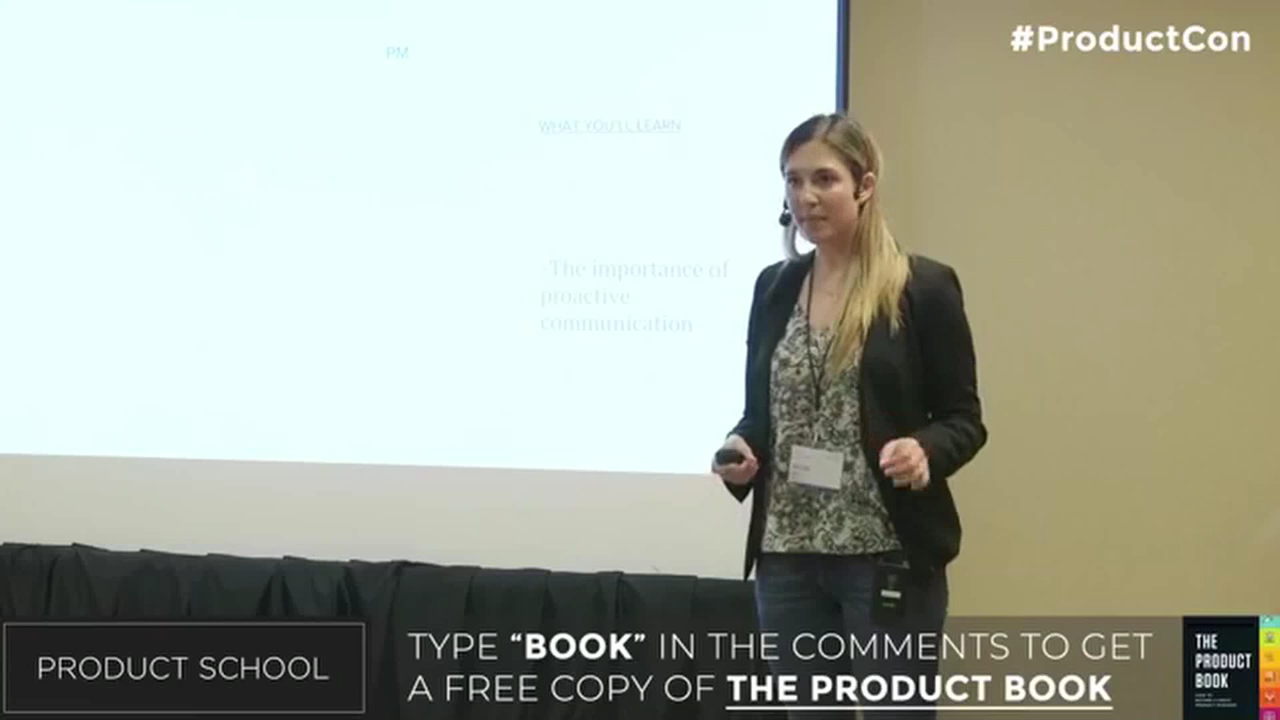 #ProductCon
PM
WHAT YOU'LL LEARN
-The importance of
proactive
communication
PRODUCT SCHOOL
TYPE “BOOK” IN THE COMMENTS TO GET
A FREE COPY OF THE PRODUCT BOOK
THE
PRODUCT
BOOK